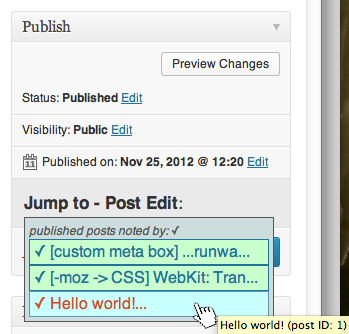 Publish
Preview Changes
Status: Published Edit
Visibility: Public Edit
11 Published on: Nov 25, 2012 @ 12:20 Edit
Jump to - Post Edit:
published posts noted by: ✓
✓ [custom meta box] ...runwa...
✓ [-moz -> CSS] WebKit: Tran...
✓ Hello world!...
Hello world! (post ID: 1)